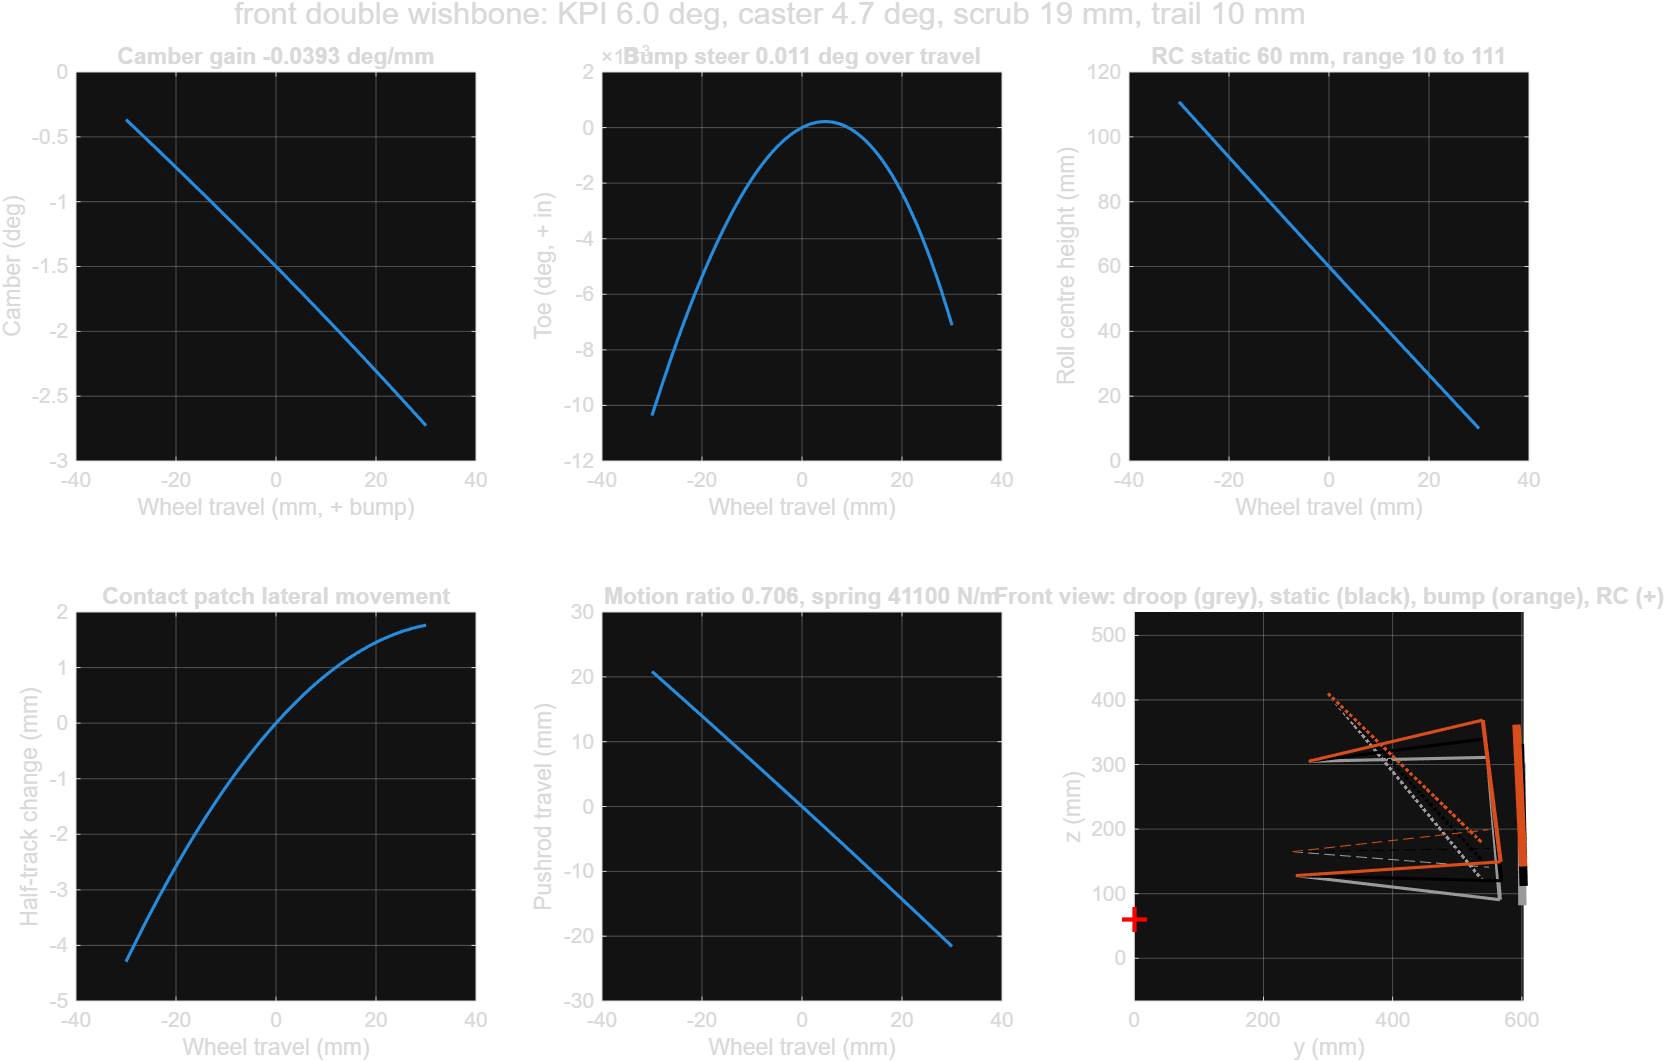 front double wishbone: KPI 6.0 deg, caster 4.7 deg, scrub 19 mm, trail 10 mm
Camber gain -0.0393 deg/mm
0
-0.5
-1
-1.5
-2
-2.5
-3
-40 -20 0 20 40
Camber (deg)
Wheel travel (mm, + bump)
Bump steer 0.011 deg over travel
2
0
-2
-4
-6
-8
-10
-12
-40 -20 0 20 40
Toe (deg, + in)
Wheel travel (mm)
RC static 60 mm, range 10 to 111
120
100
80
60
40
20
0
-40 -20 0 20 40
Roll centre height (mm)
Wheel travel (mm)
Contact patch lateral movement
2
1
0
-1
-2
-3
-4
-5
-40 -20 0 20 40
Half-track change (mm)
Wheel travel (mm)
Motion ratio 0.706, spring 41100 N/m
30
20
10
0
-10
-20
-30
-40 -20 0 20 40
Pushrod travel (mm)
Wheel travel (mm)
Front view: droop (grey), static (black), bump (orange), RC (+)
500
400
300
200
100
0
0 200 400 600
z (mm)
y (mm)